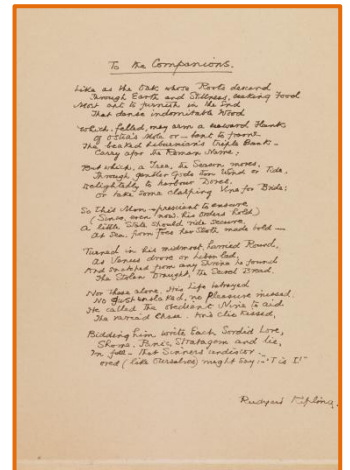 To the Companions.
Like as the Oak whose Roots descend
Through Earth and Stillness, seeking Food
Most apt to furnish in the End
That dense indomitable Wood
Which, felled, may arm a seaward Flank
of Ostia's Mole or – bent to frame
The beaked Liburnian's Triple Bank –
Carry afar the Roman Name;
But which, a Tree, the Season moves,
Through gentler Gods than Wind or Tide,
Delightedly to harbour Doves,
Or take some clasping Vine for Bride;
So this Man – prescient to ensure
(Since, even now, his orders hold)
A little State should ride secure
At Sea, from Foes her Sloth made bold –
Turned in his midmost harried Round,
As Venus drove or Liber led,
And snatched from any Shrine he found
The Stolen Draught, the Secret Bread.
Nor these alone. His Life betrayed
No Gust unslaked, no Pleasure missed.
He called the obedient Nine to aid
The varied Chase. And Clio kissed,
Bidding him write Each Sordid Love,
Shame, Panic, Stratagem and Lie,
In full – that Sinners undiscov-
ered (like Ourselves) might say:– "'Tis I!"
Rudyard Kipling.